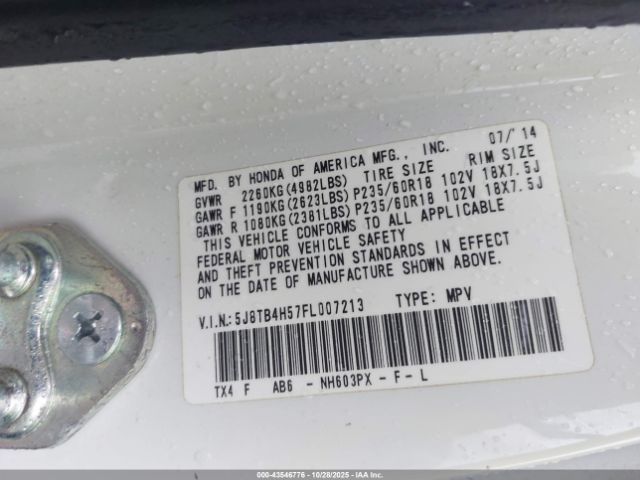 07/'14
MFD. BY HONDA OF AMERICA MFG., INC.
GVWR 2260KG(4982LBS) TIRE SIZE RIM SIZE
GAWR F 1190KG(2623LBS)P235/60R18 102V 18X7.5J
GAWR R 1080KG(2381LBS)P235/60R18 102V 18X7.5J
THIS VEHICLE CONFORMS TO ALL APPLICABLE
FEDERAL MOTOR VEHICLE SAFETY
AND THEFT PREVENTION STANDARDS IN EFFECT
ON THE DATE OF MANUFACTURE SHOWN ABOVE.
V.I.N.:5J8TB4H57FL007213 TYPE: MPV
TX4 F AB6 - NH603PX - F - L
000-43546776 | 10/28/2025 | COPYRIGHT IAA, LLC